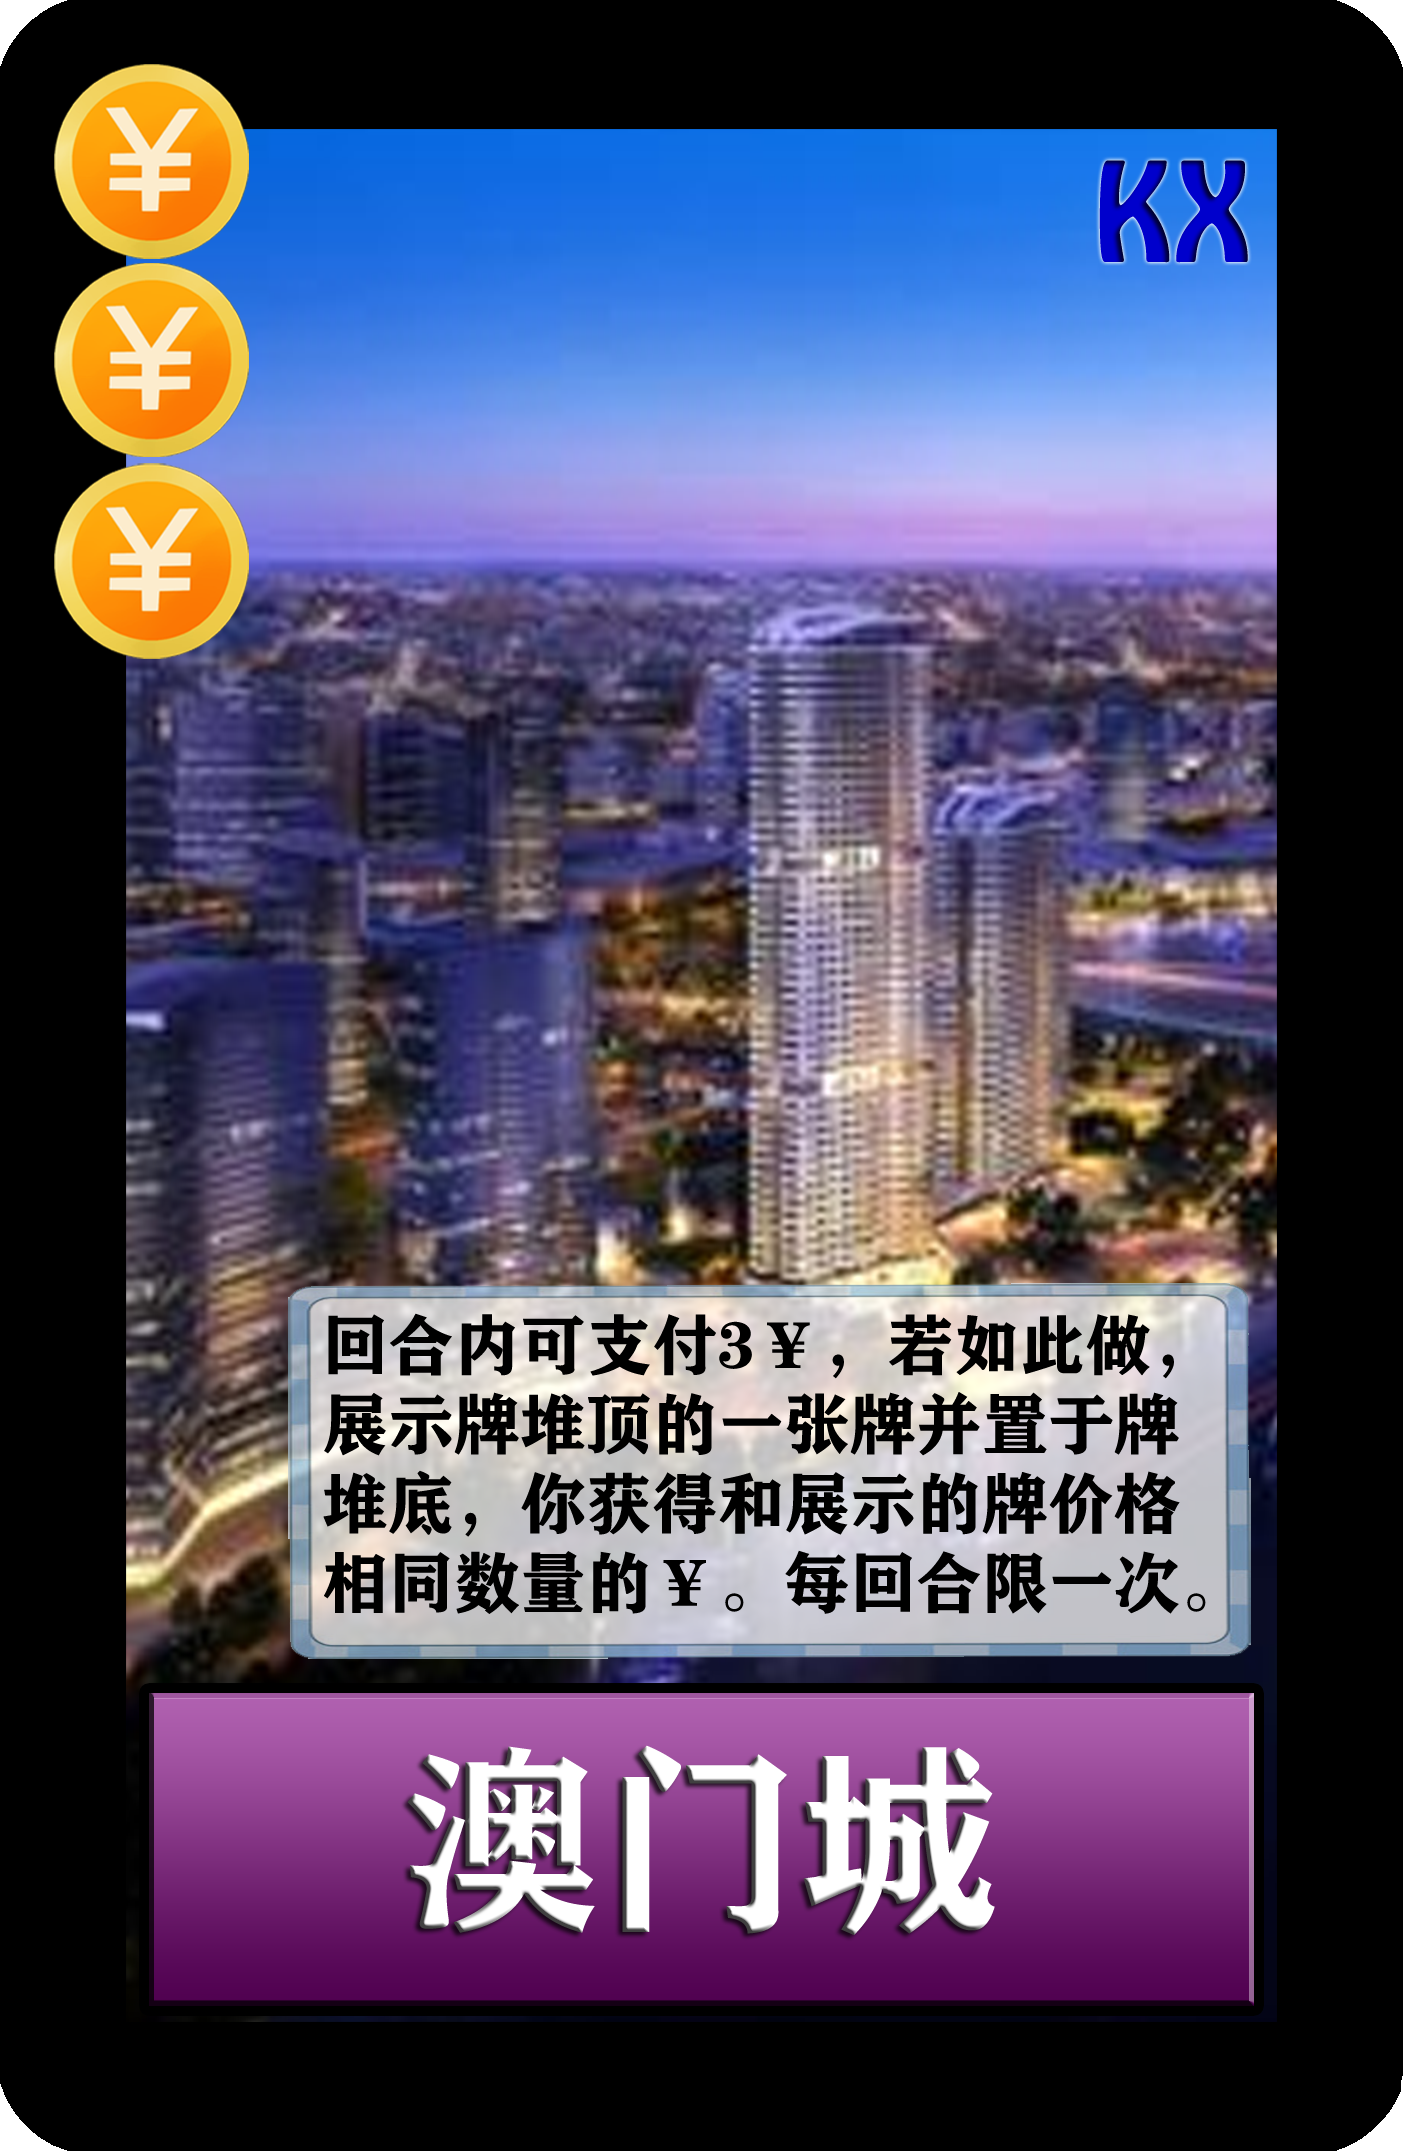 ¥
¥
¥
KX
回合内可支付3¥，若如此做，
展示牌堆顶的一张牌并置于牌
堆底，你获得和展示的牌价格
相同数量的¥。每回合限一次。
澳门城